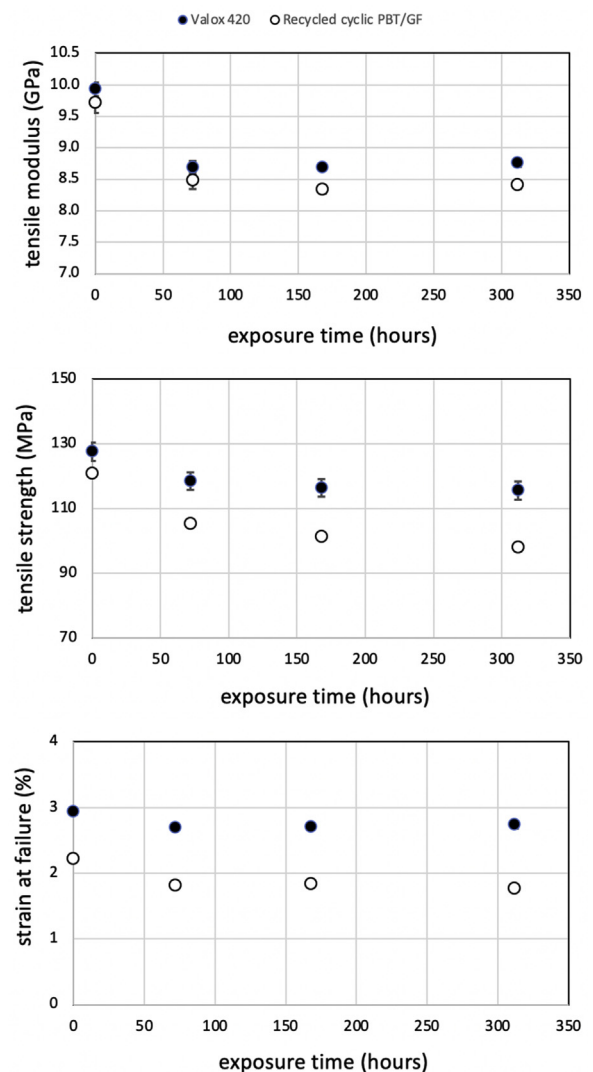 Valox 420 Recycled cyclic PBT/GF
tensile modulus (GPa)
10.5
10.0
9.5
9.0
8.5
8.0
7.5
7.0
0 50 100 150 200 250 300 350
exposure time (hours)
tensile strength (MPa)
150
130
110
90
70
0 50 100 150 200 250 300 350
exposure time (hours)
strain at failure (%)
4
3
2
1
0
0 50 100 150 200 250 300 350
exposure time (hours)